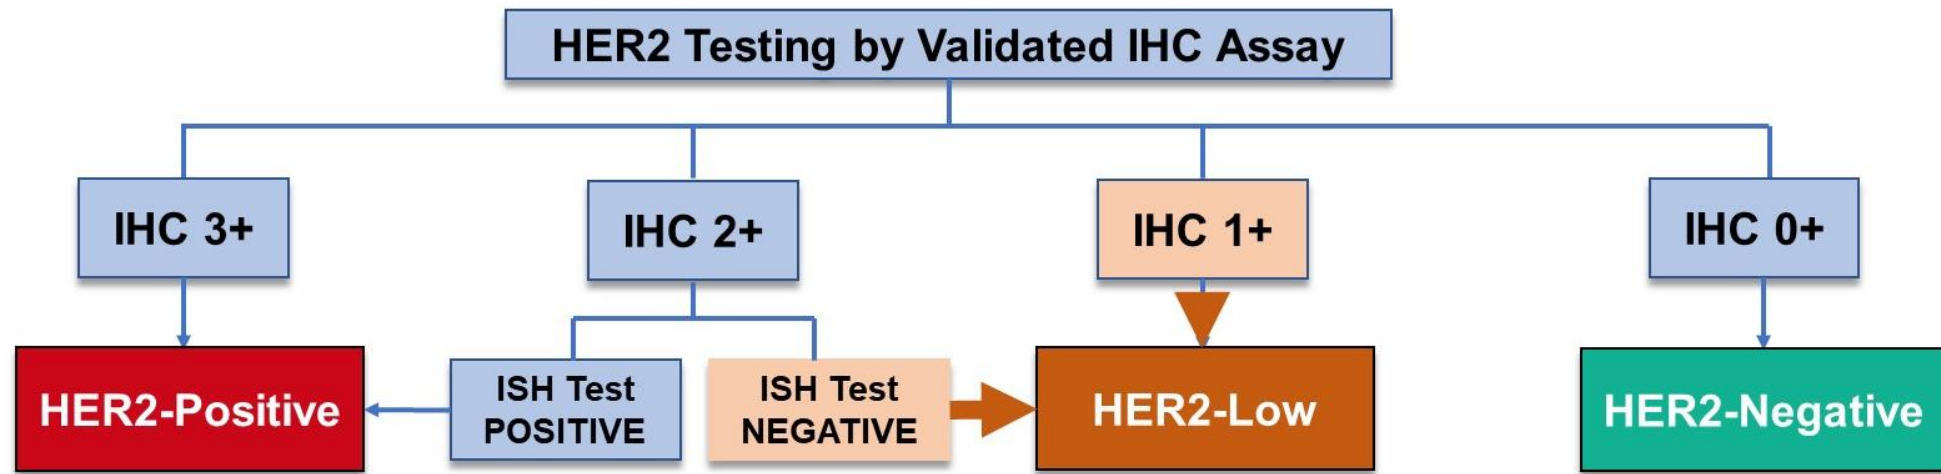 HER2 Testing by Validated IHC Assay
IHC 3+
IHC 2+
IHC 1+
IHC 0+
HER2-Positive
ISH Test
POSITIVE
ISH Test
NEGATIVE
HER2-Low
HER2-Negative